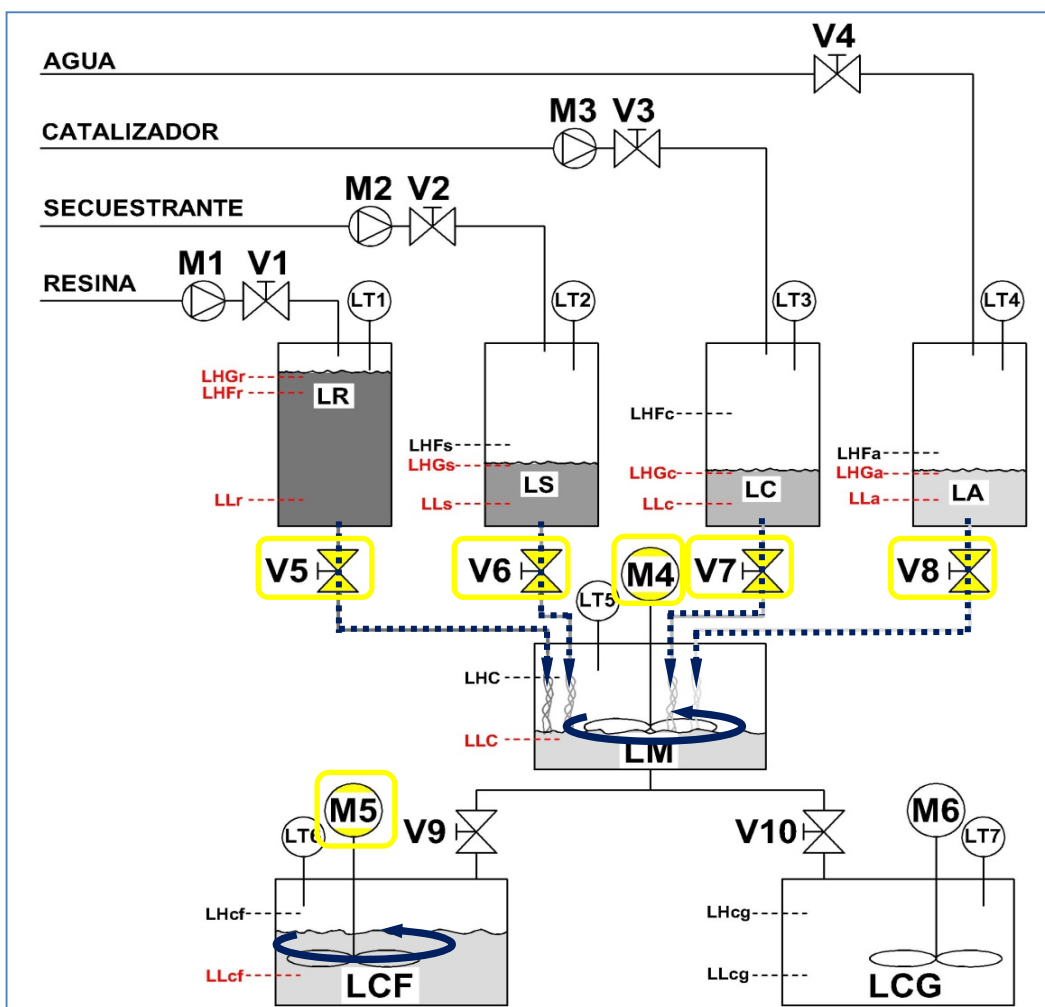 V4
AGUA
M3 V3
CATALIZADOR
M2 V2
SECUESTRANTE
M1 V1
RESINA
LT1
LT2
LT3
LT4
LHGr
LHFr
LR
LLr
LHFs
LHGs
LS
LLs
LHFc
LHGc
LC
LLc
LHFa
LHGa
LA
LLa
V5
V6
M4
V7
V8
LT5
LHC
LLC
LM
M5
LT6
V9
V10
M6
LT7
LHcf
LLcf
LCF
LHcg
LLcg
LCG